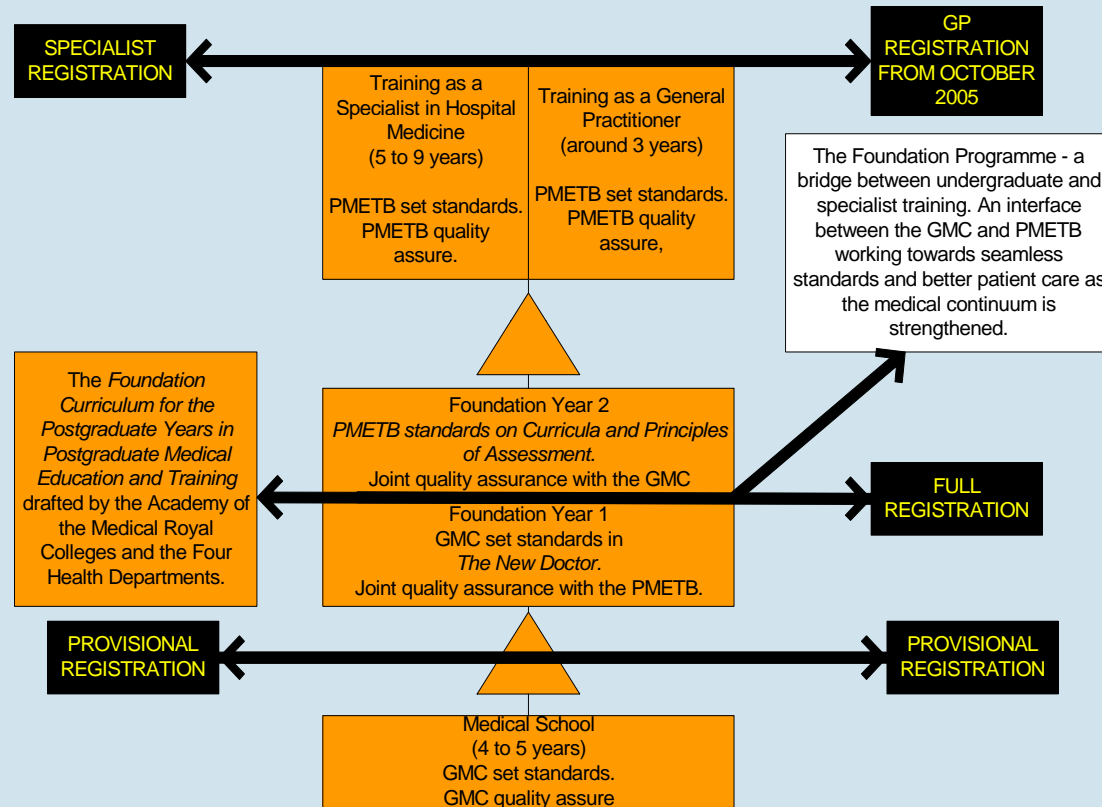 SPECIALIST
REGISTRATION
GP
REGISTRATION
FROM OCTOBER
2005
Training as a
Specialist in Hospital
Medicine
(5 to 9 years)
PMETB set standards.
PMETB quality
assure.
Training as a General
Practitioner
(around 3 years)
PMETB set standards.
PMETB quality
assure,
The Foundation Programme - a
bridge between undergraduate and
specialist training. An interface
between the GMC and PMETB
working towards seamless
standards and better patient care as
the medical continuum is
strengthened.
The Foundation
Curriculum for the
Postgraduate Years in
Postgraduate Medical
Education and Training
drafted by the Academy of
the Medical Royal
Colleges and the Four
Health Departments.
Foundation Year 2
PMETB standards on Curricula and Principles
of Assessment.
Joint quality assurance with the GMC
Foundation Year 1
GMC set standards in
The New Doctor.
Joint quality assurance with the PMETB.
FULL
REGISTRATION
PROVISIONAL
REGISTRATION
PROVISIONAL
REGISTRATION
Medical School
(4 to 5 years)
GMC set standards.
GMC quality assure